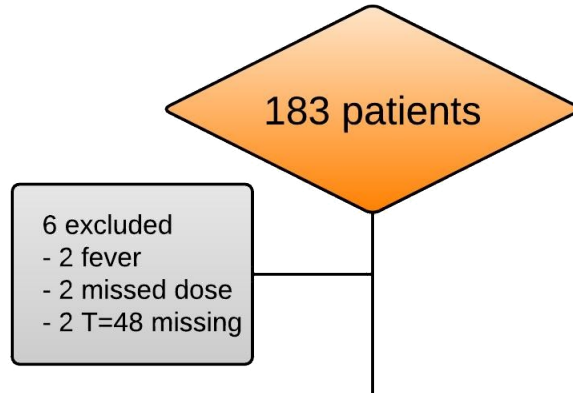 183 patients
6 excluded
- 2 fever
- 2 missed dose
- 2 T=48 missing